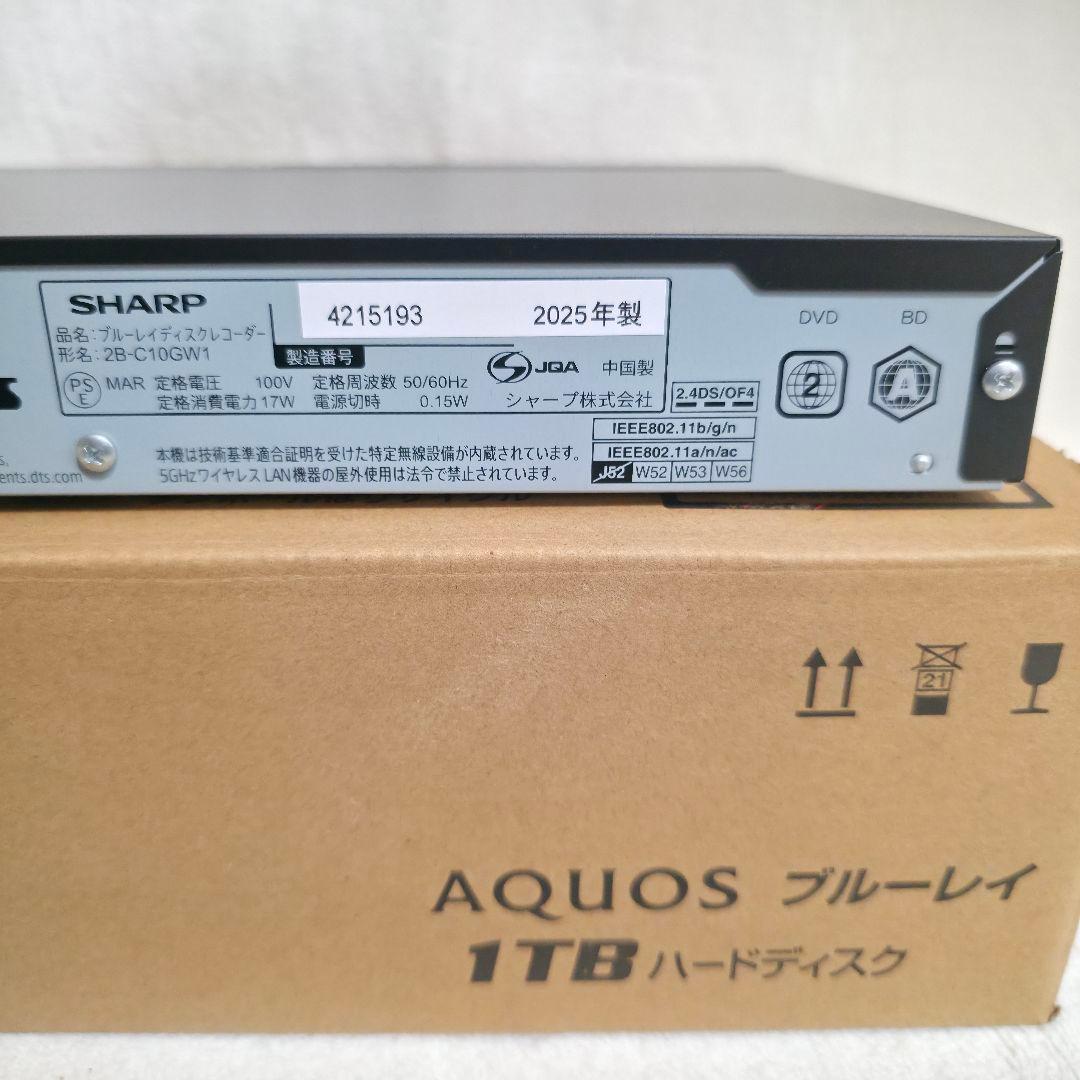 SHARP
4215193 2025年製
品名:ブルーレイディスクレコーダー
形名:2B-C10GW1
製造番号
PS E MAR 定格電圧 100V 定格周波数 50/60Hz
定格消費電力 17W 電源切時 0.15W
JQA 中国製
シャープ株式会社
2.4DS/OF4
IEEE802.11b/g/n
IEEE802.11a/n/ac
J52 W52 W53 W56
本機は技術基準適合証明を受けた特定無線設備が内蔵されています。
5GHzワイヤレスLAN機器の屋外使用は法令で禁止されています。
DVD BD
2 A
21
AQUOS ブルーレイ
1TB ハードディスク